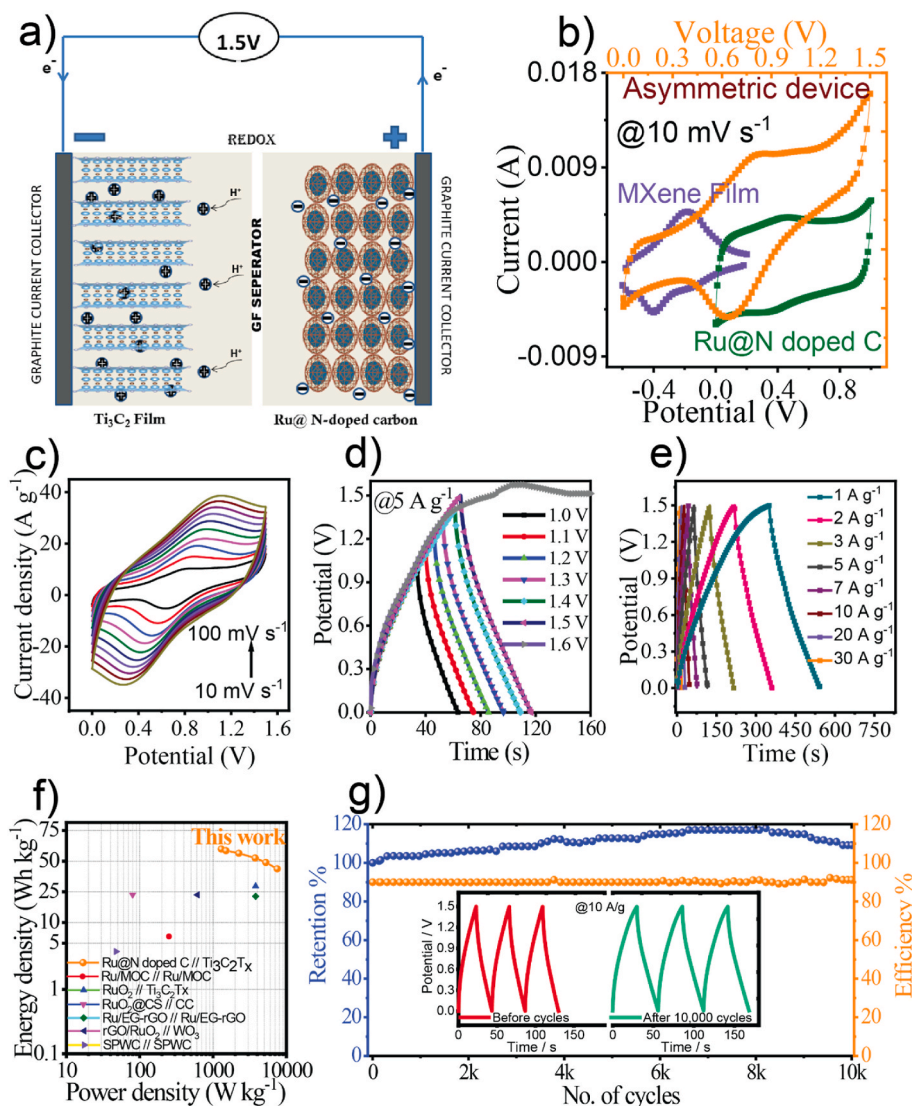 a)
1.5V
e-
e-
REDOX
GRAPHITE CURRENT COLLECTOR
H+
H+
H+
GF SEPERATOR
GRAPHITE CURRENT COLLECTOR
Ti3C2 Film
Ru@ N-doped carbon
b)
Voltage (V)
0.0 0.3 0.6 0.9 1.2 1.5
Asymmetric device
@10 mV s-1
MXene Film
Ru@N doped C
Current (A)
0.018
0.009
0.000
-0.009
-0.4 0.0 0.4 0.8
Potential (V)
c)
Current density (A g-1)
40
20
0
-20
-40
100 mV s-1
10 mV s-1
0.0 0.4 0.8 1.2 1.6
Potential (V)
d)
@5 A g-1
Potential (V)
1.5
1.2
0.9
0.6
0.3
0.0
1.0 V
1.1 V
1.2 V
1.3 V
1.4 V
1.5 V
1.6 V
0 40 80 120 160
Time (s)
e)
Potential (V)
1.5
1.2
0.9
0.6
0.3
0.0
1 A g-1
2 A g-1
3 A g-1
5 A g-1
7 A g-1
10 A g-1
20 A g-1
30 A g-1
0 150 300 450 600 750
Time (s)
f)
This work
Energy density (Wh kg-1)
75
50
25
10
5
1
0.1
Ru@N doped C // Ti3C2Tx
Ru/MOC // Ru/MOC
RuO2 // Ti3C2Tx
RuO2@CS // CC
Ru/EG-rGO // Ru/EG-rGO
rGO/RuO2 // WO3
SPWC // SPWC
10 100 1000 10000
Power density (W kg-1)
g)
Retention %
120
100
80
60
40
20
0
120
100
80
60
40
20
0
Efficiency %
@10 A/g
Potential / V
1.5
1.2
0.9
0.6
0.3
0.0
Before cycles
After 10,000 cycles
0 50 100 150
Time / s
0 50 100 150
Time / s
0 2k 4k 6k 8k 10k
No. of cycles